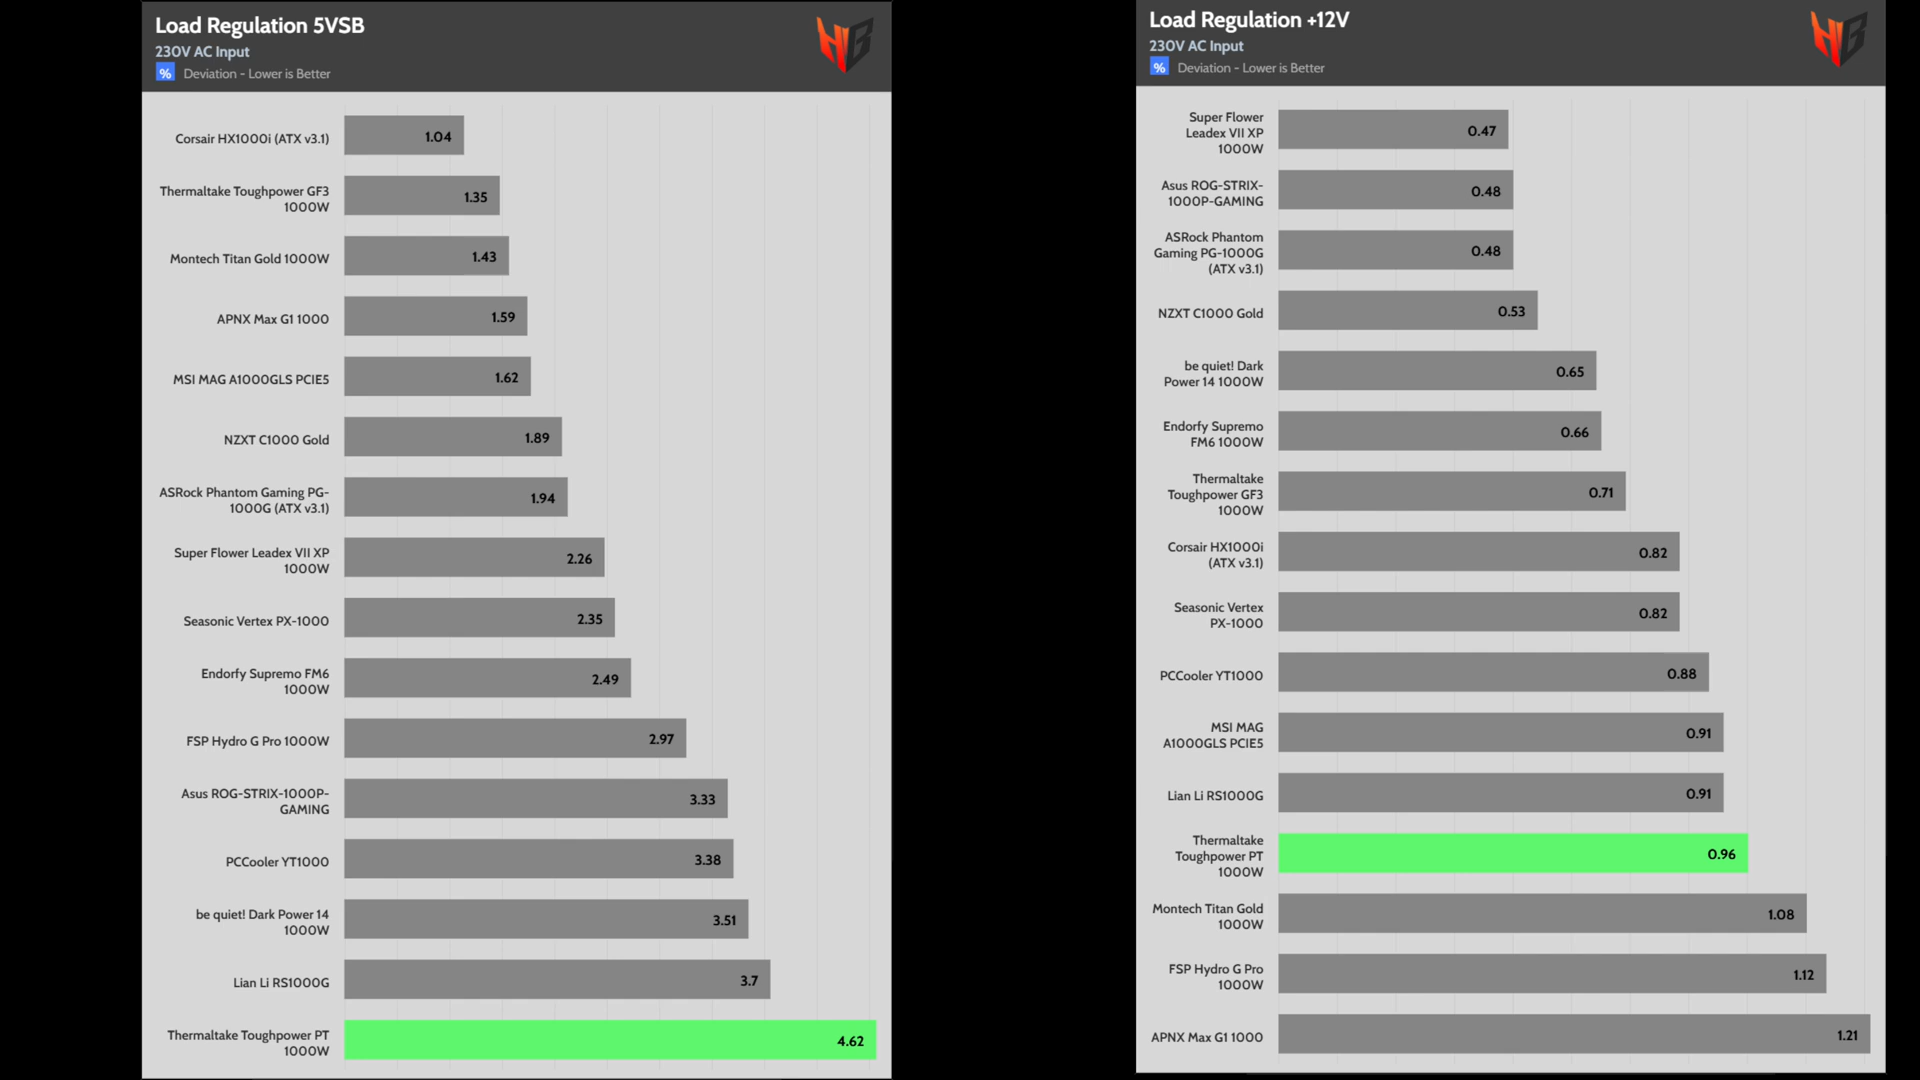 Load Regulation 5VSB
230V AC Input
% Deviation - Lower is Better
Corsair HX1000i (ATX v3.1)
1.04
Thermaltake Toughpower GF3
1000W
1.35
Montech Titan Gold 1000W
1.43
APNX Max G1 1000
1.59
MSI MAG A1000GLS PCIE5
1.62
NZXT C1000 Gold
1.89
ASRock Phantom Gaming PG-
1000G (ATX v3.1)
1.94
Super Flower Leadex VII XP
1000W
2.26
Seasonic Vertex PX-1000
2.35
Endorfy Supremo FM6
1000W
2.49
FSP Hydro G Pro 1000W
2.97
Asus ROG-STRIX-1000P-
GAMING
3.33
PCCooler YT1000
3.38
be quiet! Dark Power 14
1000W
3.51
Lian Li RS1000G
3.7
Thermaltake Toughpower PT
1000W
4.62
Load Regulation +12V
230V AC Input
% Deviation - Lower is Better
Super Flower
Leadex VII XP
1000W
0.47
Asus ROG-STRIX-
1000P-GAMING
0.48
ASRock Phantom
Gaming PG-1000G
(ATX v3.1)
0.48
NZXT C1000 Gold
0.53
be quiet! Dark
Power 14 1000W
0.65
Endorfy Supremo
FM6 1000W
0.66
Thermaltake
Toughpower GF3
1000W
0.71
Corsair HX1000i
(ATX v3.1)
0.82
Seasonic Vertex
PX-1000
0.82
PCCooler YT1000
0.88
MSI MAG
A1000GLS PCIE5
0.91
Lian Li RS1000G
0.91
Thermaltake
Toughpower PT
1000W
0.96
Montech Titan Gold
1000W
1.08
FSP Hydro G Pro
1000W
1.12
APNX Max G1 1000
1.21